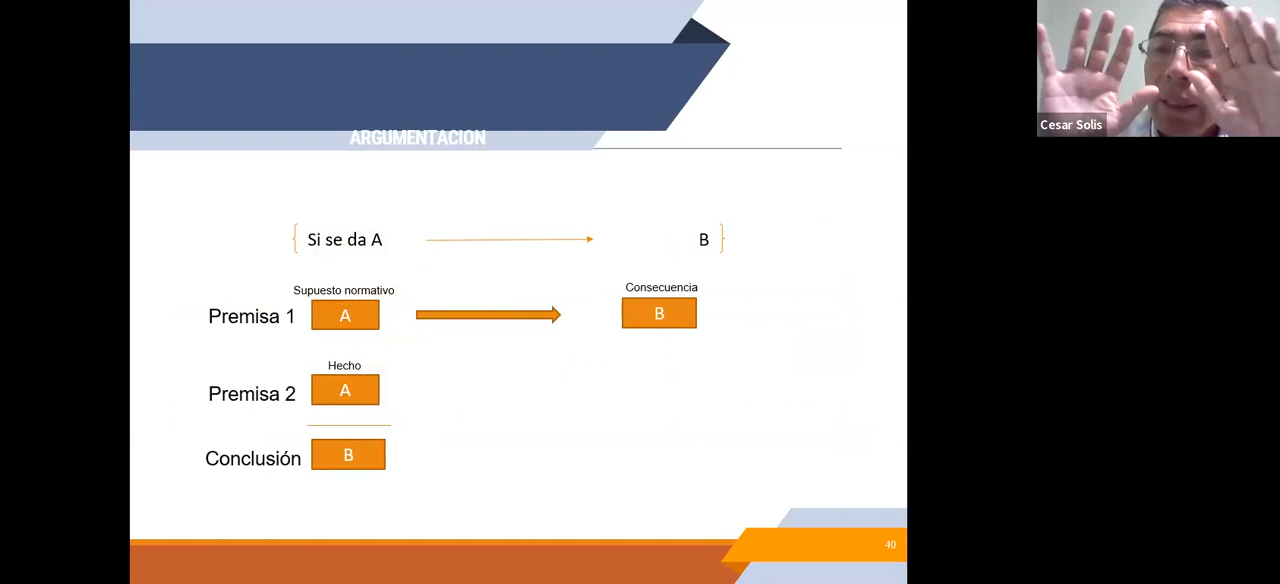 ARGUMENTACION
Si se da A B
Supuesto normativo Consecuencia
Premisa 1 A B
Hecho
Premisa 2 A
Conclusión B
40
Cesar Solis